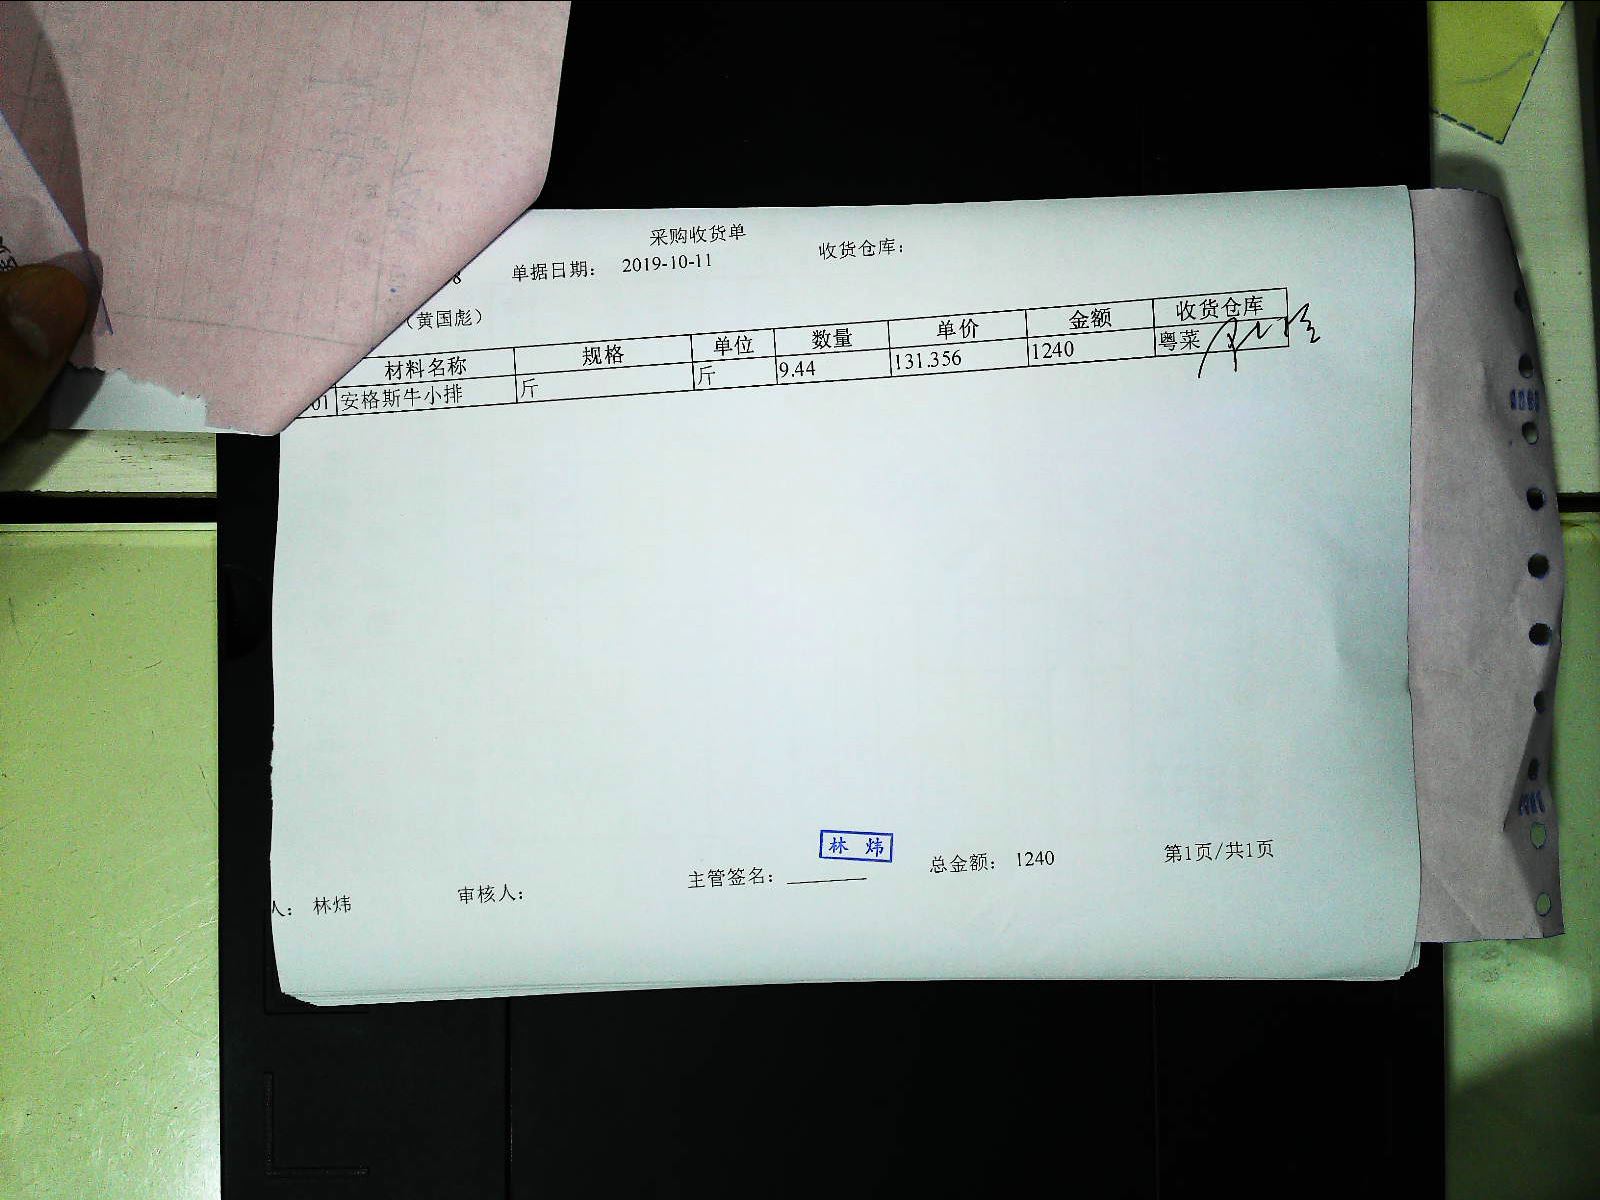 采购收货单
8 单据日期： 2019-10-11 收货仓库：
（黄国彪）
材料名称 规格 单位 数量 单价 金额 收货仓库
01 安格斯牛小排 斤 斤 9.44 131.356 1240 粤菜
林 炜
人： 林炜 审核人： 主管签名： 总金额： 1240 第1页/共1页